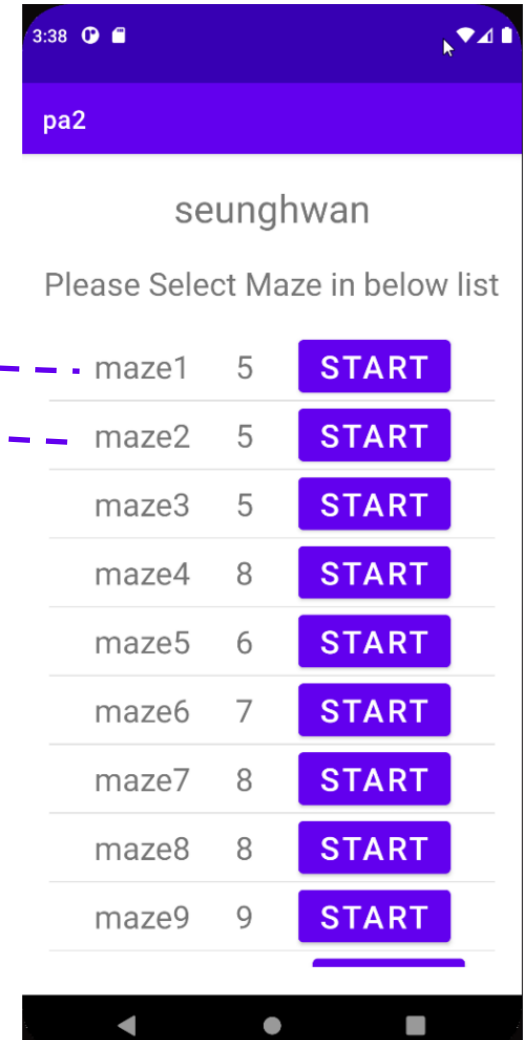 3:38
pa2
seunghwan
Please Select Maze in below list
maze1 5 START
maze2 5 START
maze3 5 START
maze4 8 START
maze5 6 START
maze6 7 START
maze7 8 START
maze8 8 START
maze9 9 START